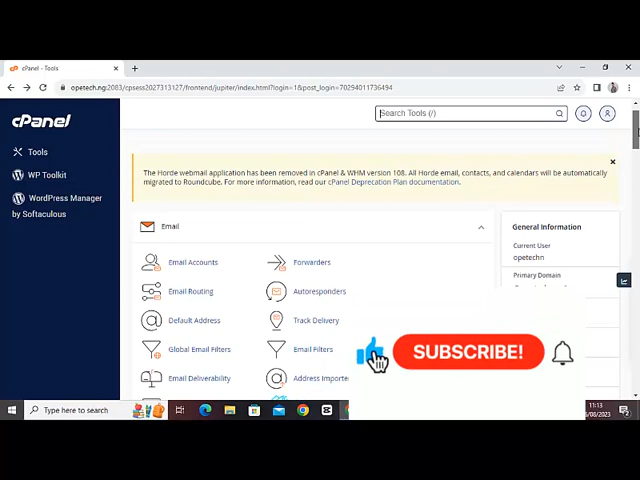 cPanel - Tools
opetech.ng:2083/cpsess2027313127/frontend/jupiter/index.html?login=1&post_login=70294011736494
cPanel
Search Tools (/)
Tools
WP Toolkit
WordPress Manager
by Softaculous
The Horde webmail application has been removed in cPanel & WHM version 108. All Horde email, contacts, and calendars will be automatically
migrated to Roundcube. For more information, read our cPanel Deprecation Plan documentation.
Email
General Information
Email Accounts
Forwarders
Current User
opetechn
Email Routing
Autoresponders
Primary Domain
Default Address
Track Delivery
Global Email Filters
Email Filters
SUBSCRIBE!
Email Deliverability
Address Importe
Type here to search
11:13
/08/2023